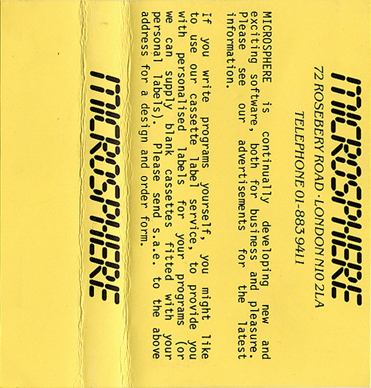 MICROSPHERE
72 ROSEBERY ROAD · LONDON N10 2LA
TELEPHONE 01-883 9411
MICROSPHERE is continually developing new and
exciting software, both for business and pleasure.
Please see our advertisements for the latest
information.
If you write programs yourself, you might like
to use our cassette label service, to provide you
with personalised labels for your programs (or
we can supply blank cassettes fitted with your
personal labels). Please send s.a.e. to the above
address for a design and order form.
MICROSPHERE